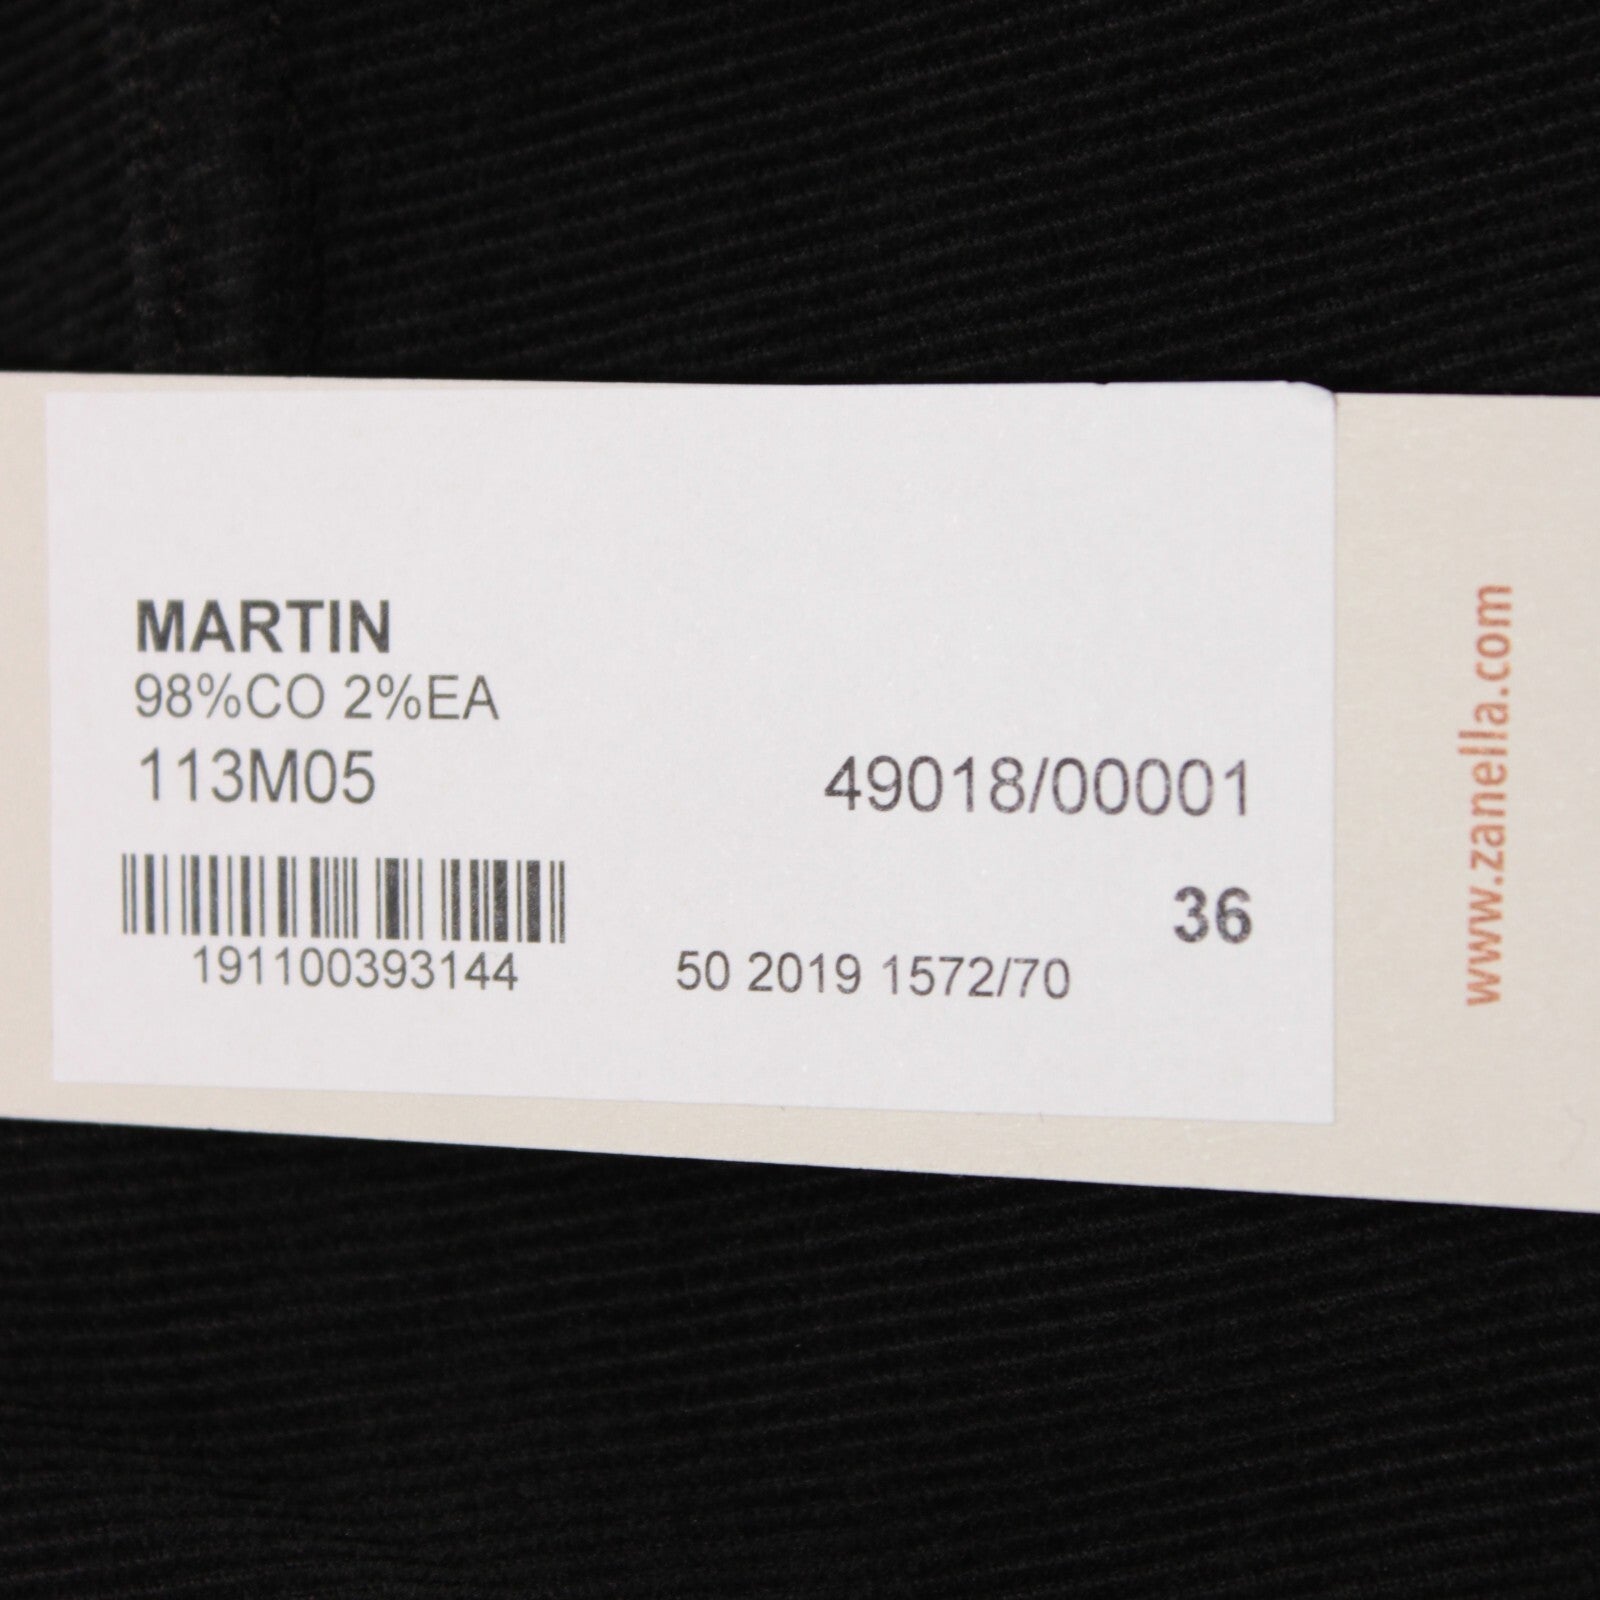 MARTIN
98%CO 2%EA
113M05
49018/00001
36
191100393144
50 2019 1572/70
www.zanella.com